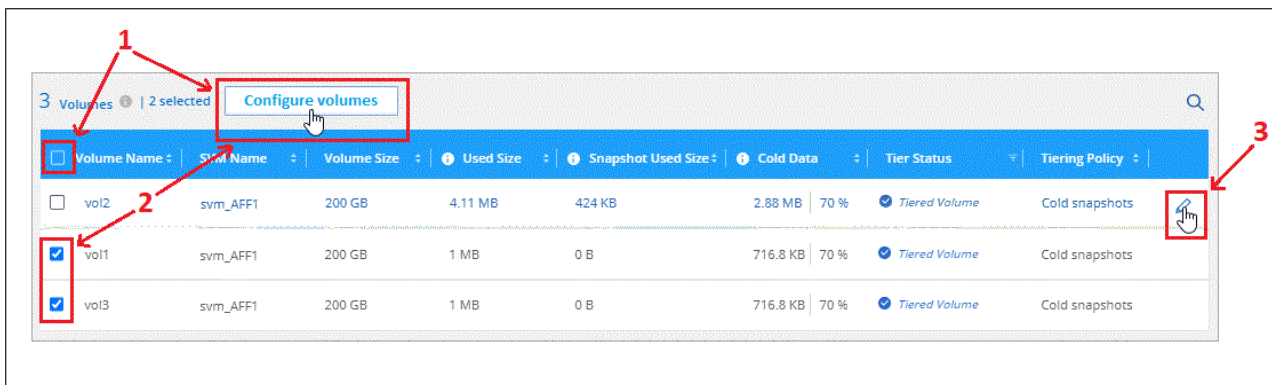 1
3 Volumes | 2 selected Configure volumes
3
Volume Name SVM Name Volume Size Used Size Snapshot Used Size Cold Data Tier Status Tiering Policy
2
vol2 svm_AFF1 200 GB 4.11 MB 424 KB 2.88 MB 70 % Tiered Volume Cold snapshots
vol1 svm_AFF1 200 GB 1 MB 0 B 716.8 KB 70 % Tiered Volume Cold snapshots
vol3 svm_AFF1 200 GB 1 MB 0 B 716.8 KB 70 % Tiered Volume Cold snapshots